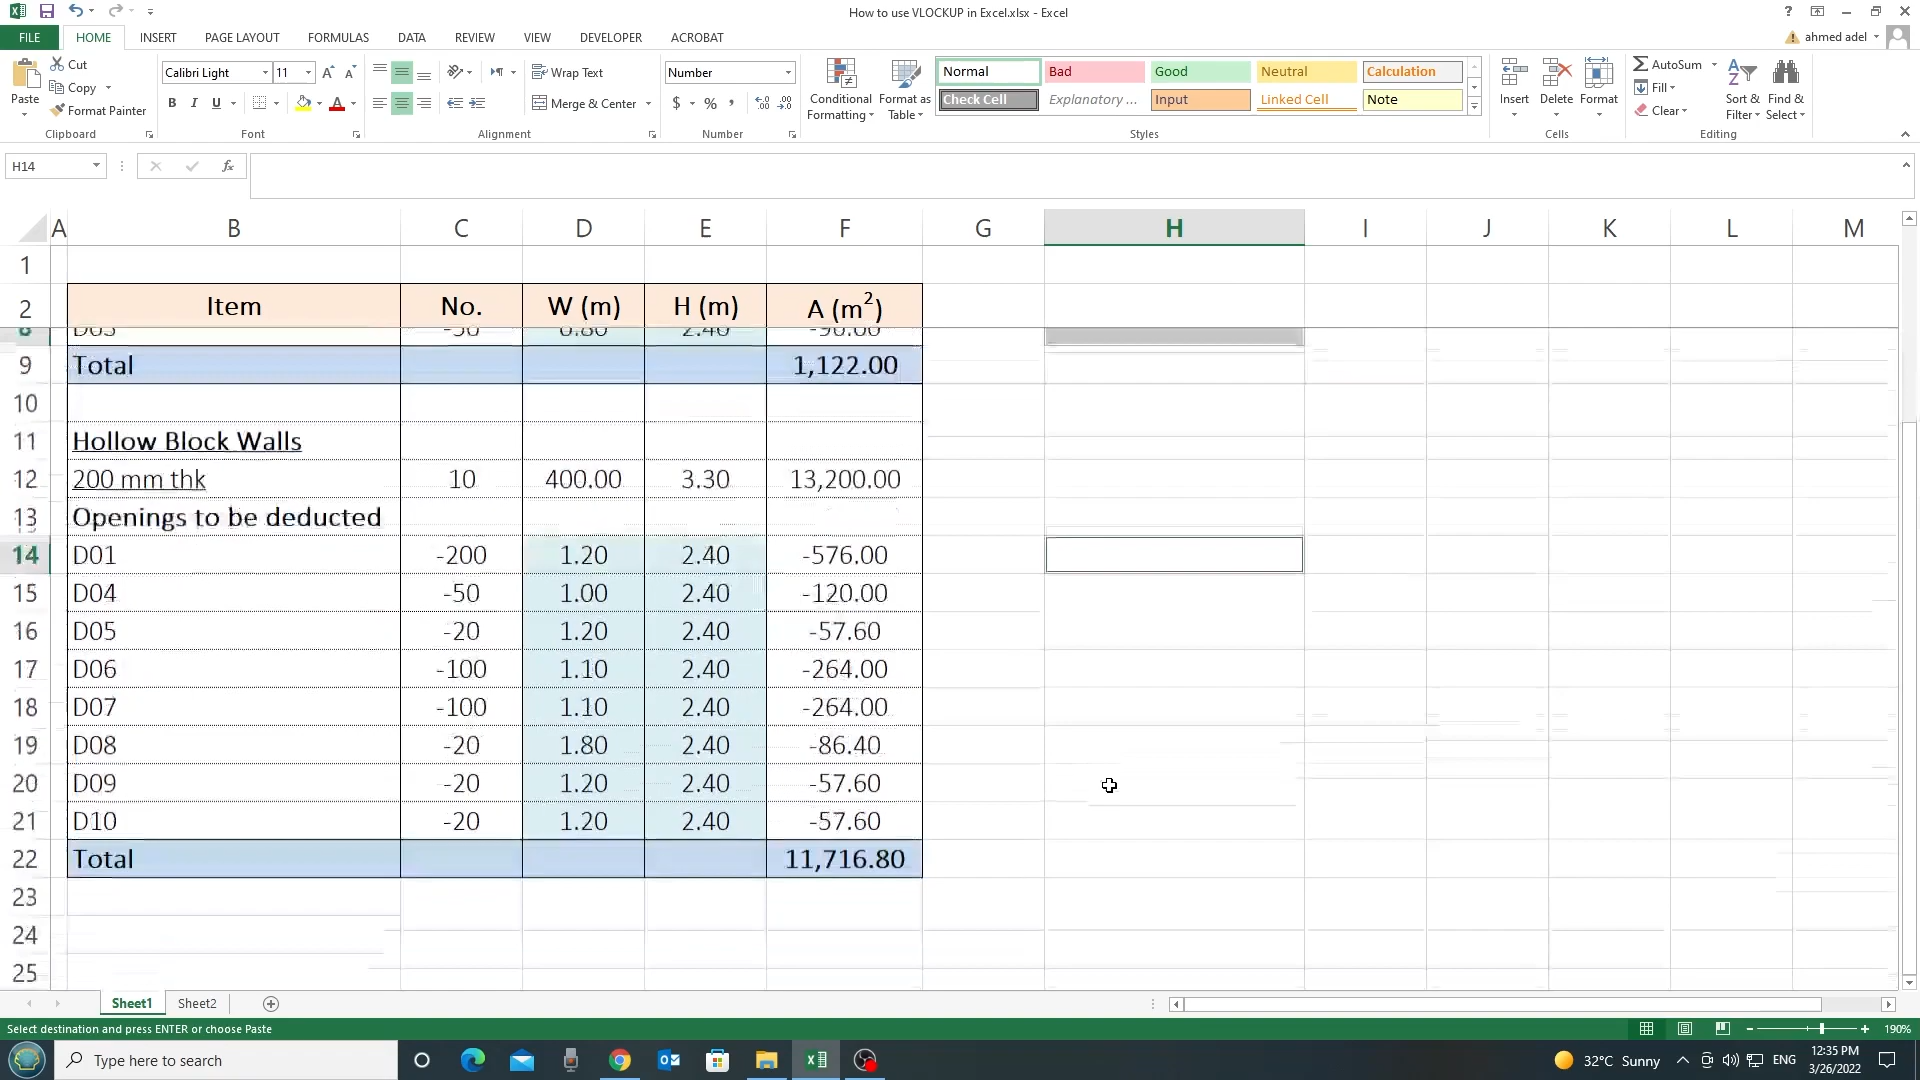 How to use VLOCKUP in Excel.xlsx - Excel
FILE HOME INSERT PAGE LAYOUT FORMULAS DATA REVIEW VIEW DEVELOPER ACROBAT
ahmed adel
Paste
Cut
Copy
Format Painter
Clipboard
Calibri Light 11
B I U
Font
Wrap Text
Merge & Center
Alignment
Number
$ % ,
Number
Conditional Formatting
Format as Table
Normal Bad Good Neutral Calculation
Check Cell Explanatory ... Input Linked Cell Note
Styles
Insert Delete Format
Cells
AutoSum
Fill
Clear
Sort & Filter
Find & Select
Editing
H14
A B C D E F G H I J K L M
1
2 Item No. W (m) H (m) A (m²)
9 Total 1,122.00
10
11 Hollow Block Walls
12 200 mm thk 10 400.00 3.30 13,200.00
13 Openings to be deducted
14 D01 -200 1.20 2.40 -576.00
15 D04 -50 1.00 2.40 -120.00
16 D05 -20 1.20 2.40 -57.60
17 D06 -100 1.10 2.40 -264.00
18 D07 -100 1.10 2.40 -264.00
19 D08 -20 1.80 2.40 -86.40
20 D09 -20 1.20 2.40 -57.60
21 D10 -20 1.20 2.40 -57.60
22 Total 11,716.80
23
24
25
Sheet1 Sheet2
Select destination and press ENTER or choose Paste
190%
Type here to search
32°C Sunny
ENG
12:35 PM
3/26/2022